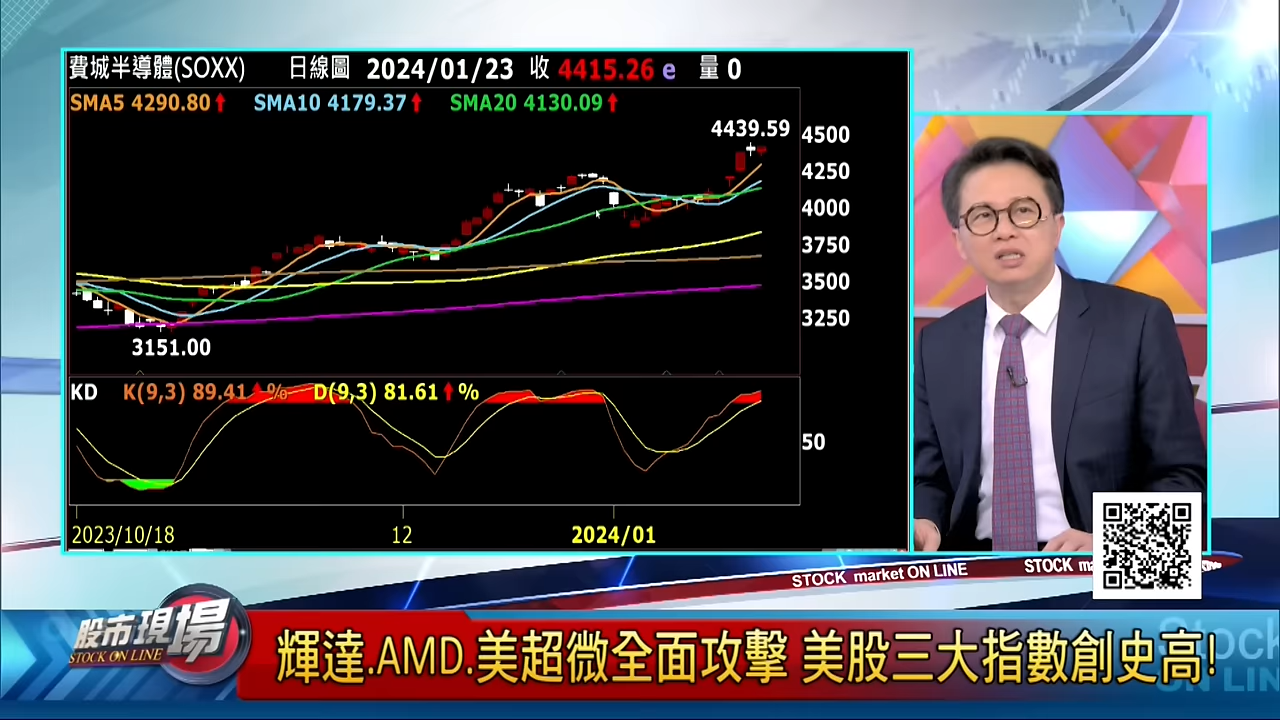 費城半導體(SOXX) 日線圖 2024/01/23 收 4415.26 e 量 0
SMA5 4290.80↑ SMA10 4179.37↑ SMA20 4130.09↑
4439.59
4500
4250
4000
3750
3500
3250
3151.00
KD K(9,3) 89.41↑% D(9,3) 81.61↑%
50
2023/10/18 12 2024/01
STOCK market ON LINE STOCK
股市現場
STOCK ON LINE
輝達.AMD.美超微全面攻擊 美股三大指數創史高!
Stock
ON LIN